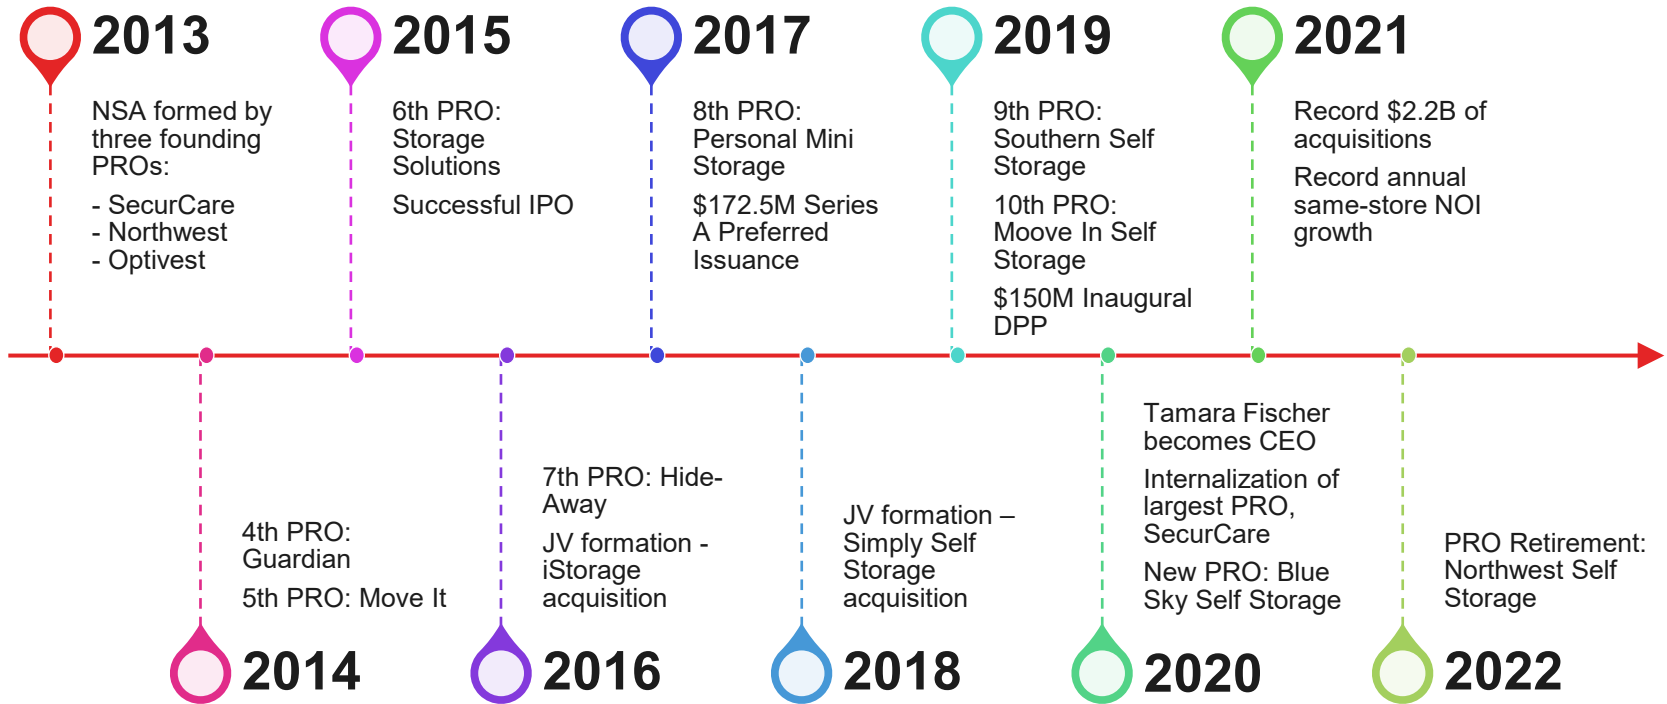 2013
NSA formed by
three founding
PROs:
- SecurCare
- Northwest
- Optivest
2014
4th PRO:
Guardian
5th PRO: Move It
2015
6th PRO:
Storage
Solutions
Successful IPO
2016
7th PRO: Hide-
Away
JV formation -
iStorage
acquisition
2017
8th PRO:
Personal Mini
Storage
$172.5M Series
A Preferred
Issuance
2018
JV formation –
Simply Self
Storage
acquisition
2019
9th PRO:
Southern Self
Storage
10th PRO:
Moove In Self
Storage
$150M Inaugural
DPP
2020
Tamara Fischer
becomes CEO
Internalization of
largest PRO,
SecurCare
New PRO: Blue
Sky Self Storage
2021
Record $2.2B of
acquisitions
Record annual
same-store NOI
growth
2022
PRO Retirement:
Northwest Self
Storage